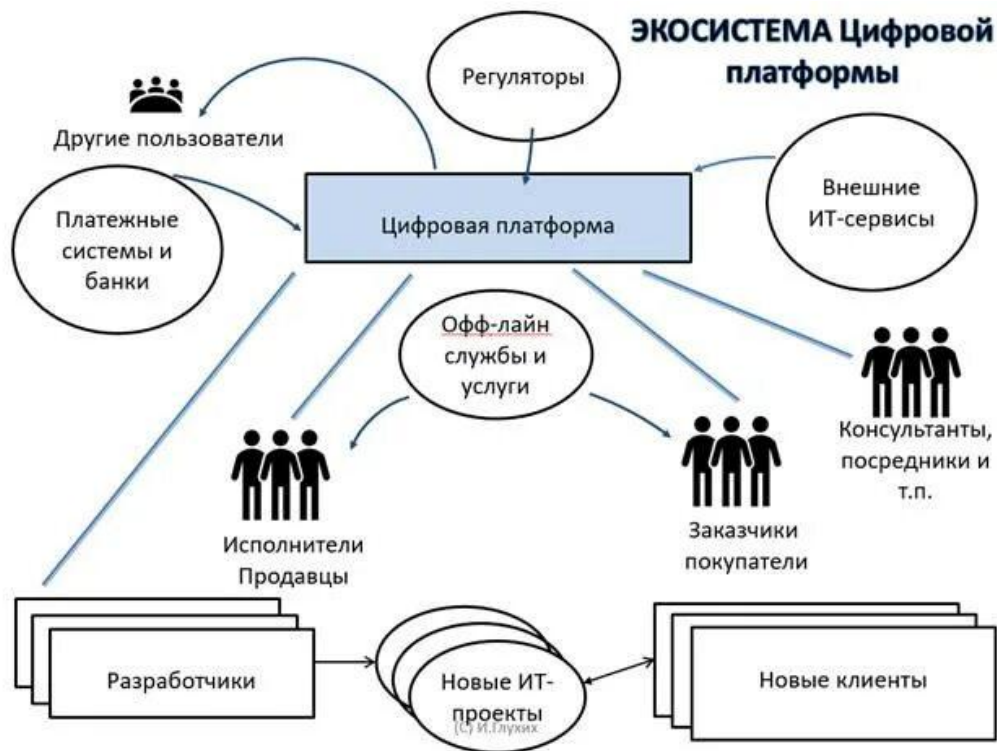 ЭКОСИСТЕМА Цифровой
платформы
Регуляторы
Другие пользователи
Внешние
ИТ-сервисы
Платежные
системы и
банки
Цифровая платформа
Офф-лайн
службы и
услуги
Консультанты,
посредники и
т.п.
Исполнители
Продавцы
Заказчики
покупатели
Разработчики
Новые ИТ-
проекты
(С) И.Глухих
Новые клиенты